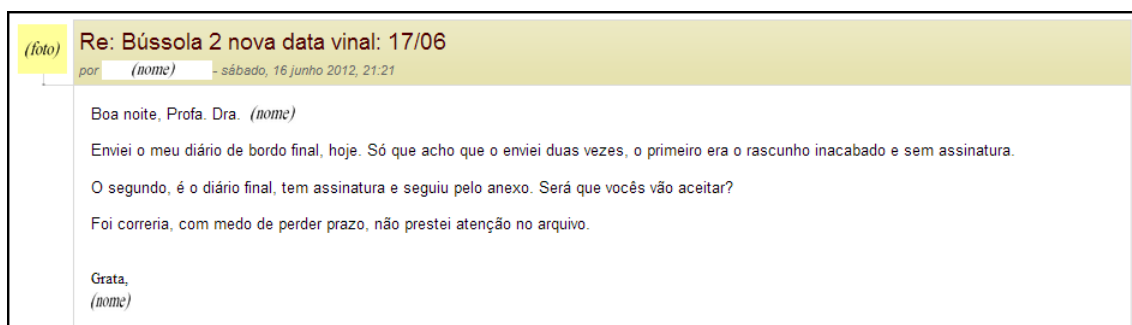 (foto)
Re: Bússola 2 nova data vinal: 17/06
por (nome) - sábado, 16 junho 2012, 21:21
Boa noite, Profa. Dra. (nome)
Enviei o meu diário de bordo final, hoje. Só que acho que o enviei duas vezes, o primeiro era o rascunho inacabado e sem assinatura.
O segundo, é o diário final, tem assinatura e seguiu pelo anexo. Será que vocês vão aceitar?
Foi correria, com medo de perder prazo, não prestei atenção no arquivo.
Grata,
(nome)